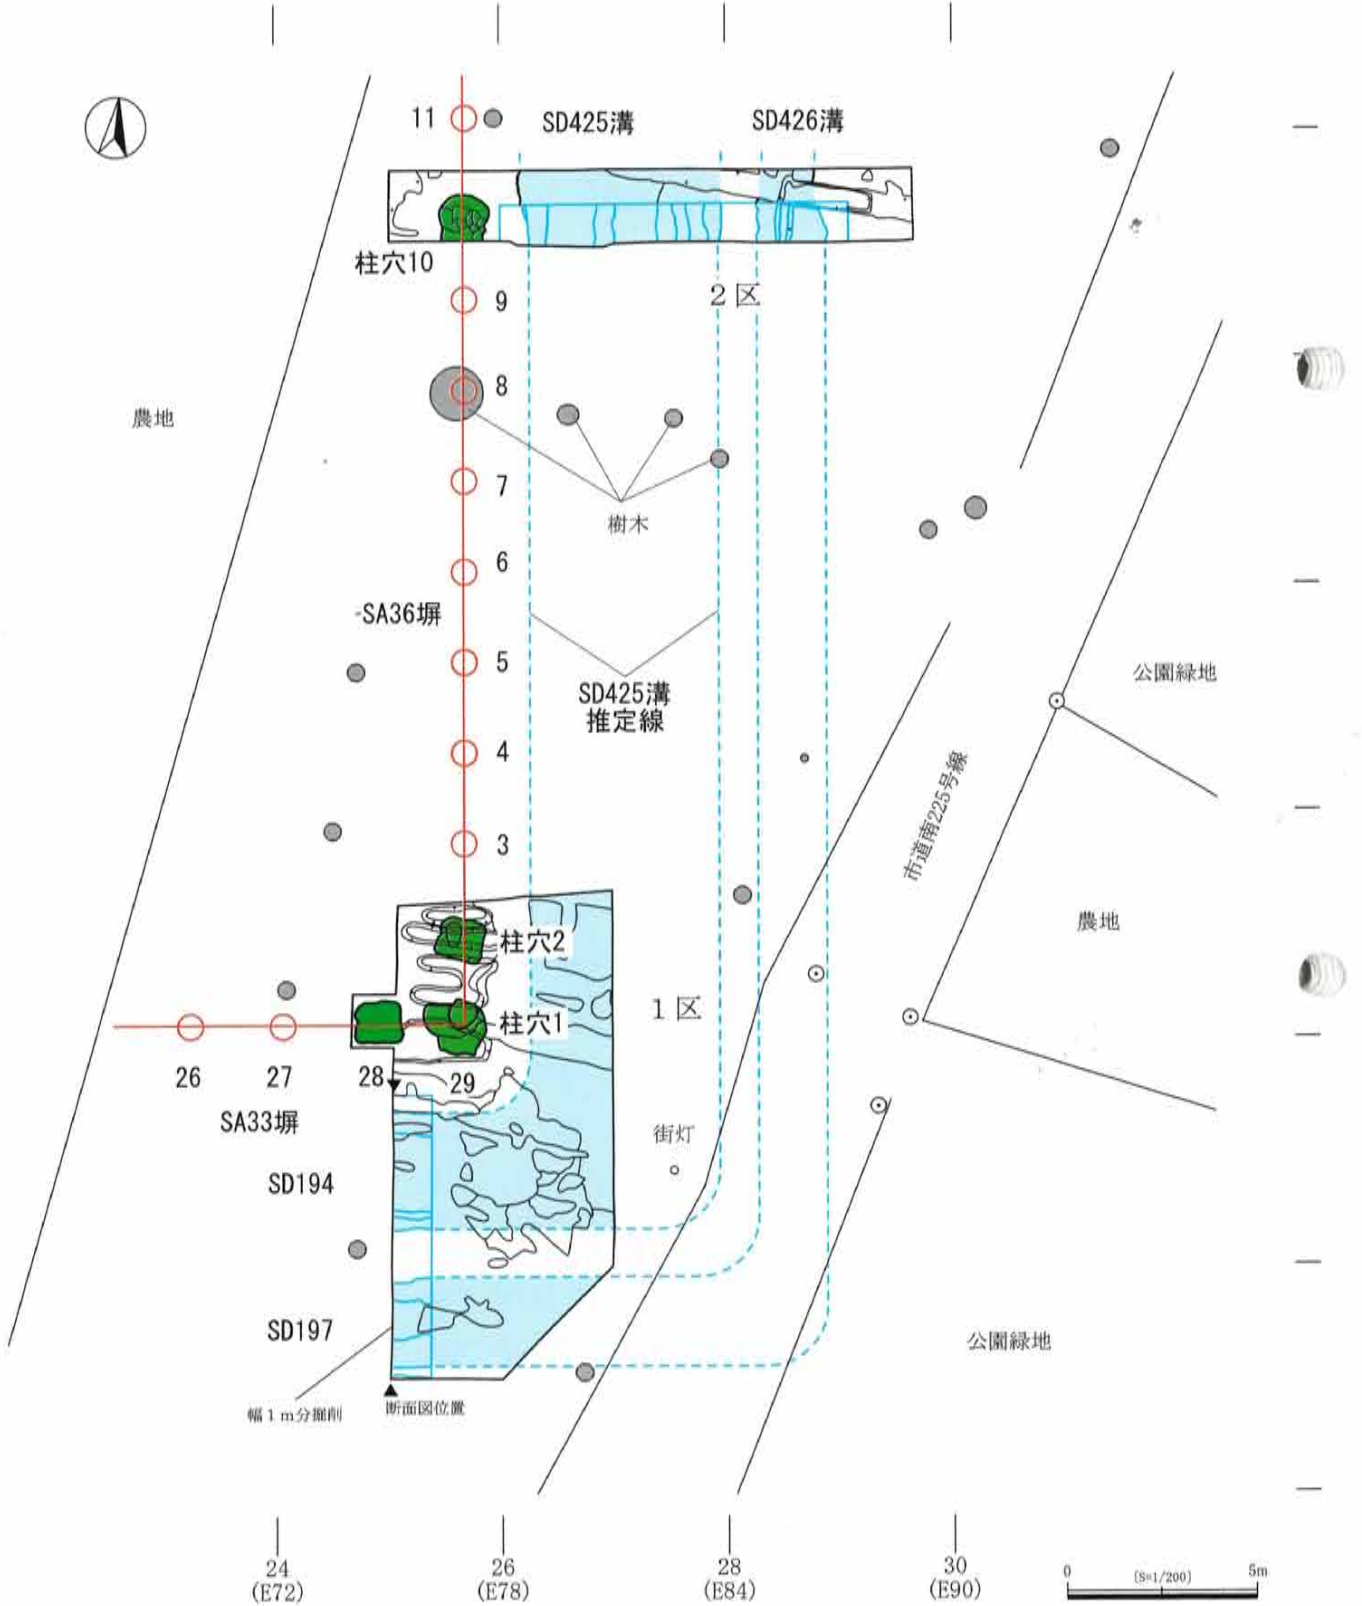 11
SD425溝
SD426溝
柱穴10
9
2区
8
農地
7
樹木
6
SA36塀
5
公園緑地
SD425溝
推定線
4
市道南225号線
3
農地
柱穴2
1区
柱穴1
26
27
28
29
SA33塀
街灯
SD194
SD197
公園緑地
幅1m分掘削
断面図位置
24
(E72)
26
(E78)
28
(E84)
30
(E90)
0
(S=1/200)
5m